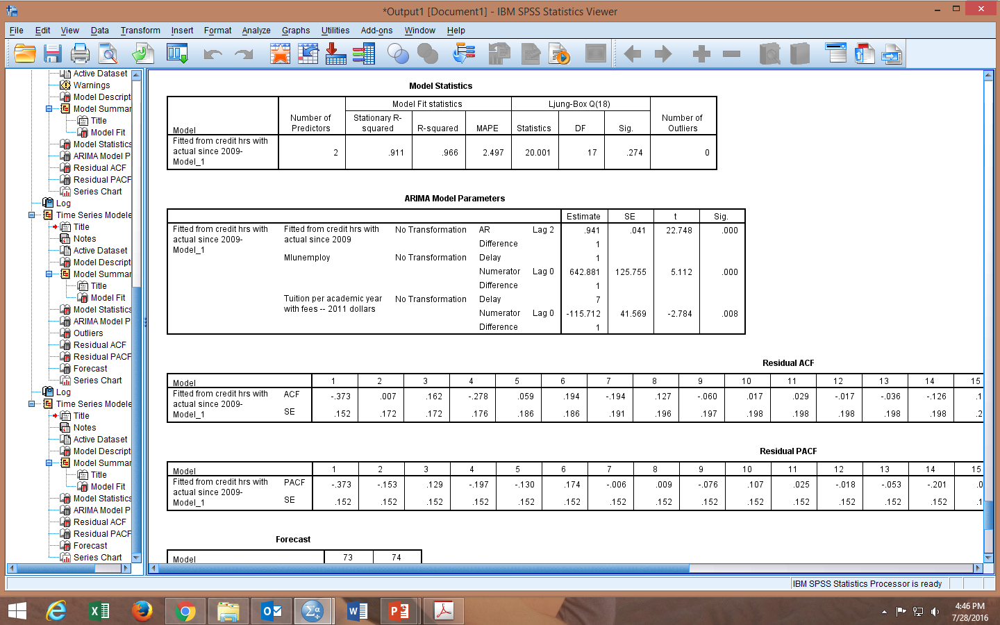 *Output1 [Document1] - IBM SPSS Statistics Viewer
File Edit View Data Transform Insert Format Analyze Graphs Utilities Add-ons Window Help
Active Dataset
Warnings
Model Descript
Model Summar
Title
Model Fit
Model Statistics
ARIMA Model P
Residual ACF
Residual PACF
Series Chart
Log
Time Series Modele
Title
Notes
Active Dataset
Model Descript
Model Summar
Title
Model Fit
Model Statistics
ARIMA Model P
Outliers
Residual ACF
Residual PACF
Forecast
Series Chart
Log
Time Series Modele
Title
Notes
Active Dataset
Model Descript
Model Summar
Title
Model Fit
Model Statistics
ARIMA Model P
Residual ACF
Residual PACF
Forecast
Series Chart
Model Statistics
Model Fit statistics Ljung-Box Q(18)
Number of Stationary R- Number of
Model Predictors squared R-squared MAPE Statistics DF Sig. Outliers
Fitted from credit hrs with
actual since 2009- 2 .911 .966 2.497 20.001 17 .274 0
Model_1
ARIMA Model Parameters
Estimate SE t Sig.
Fitted from credit hrs with Fitted from credit hrs with No Transformation AR Lag 2 .941 .041 22.748 .000
actual since 2009- actual since 2009 Difference 1
Model_1 MIunemploy No Transformation Delay 1
Numerator Lag 0 642.881 125.755 5.112 .000
Difference 1
Tuition per academic year No Transformation Delay 7
with fees -- 2011 dollars Numerator Lag 0 -115.712 41.569 -2.784 .008
Difference 1
Residual ACF
Model 1 2 3 4 5 6 7 8 9 10 11 12 13 14 15
Fitted from credit hrs with ACF -.373 .007 .162 -.278 .059 .194 -.194 .127 -.060 .017 .029 -.017 -.036 -.126 .1
actual since 2009-
Model_1 SE .152 .172 .172 .176 .186 .186 .191 .196 .197 .198 .198 .198 .198 .198 .2
Residual PACF
Model 1 2 3 4 5 6 7 8 9 10 11 12 13 14 15
Fitted from credit hrs with PACF -.373 -.153 .129 -.197 -.130 .174 -.006 .009 -.076 .107 .025 -.018 -.053 -.201 .0
actual since 2009-
Model_1 SE .152 .152 .152 .152 .152 .152 .152 .152 .152 .152 .152 .152 .152 .152 .1
Forecast
Model 73 74
IBM SPSS Statistics Processor is ready
4:46 PM
7/28/2016